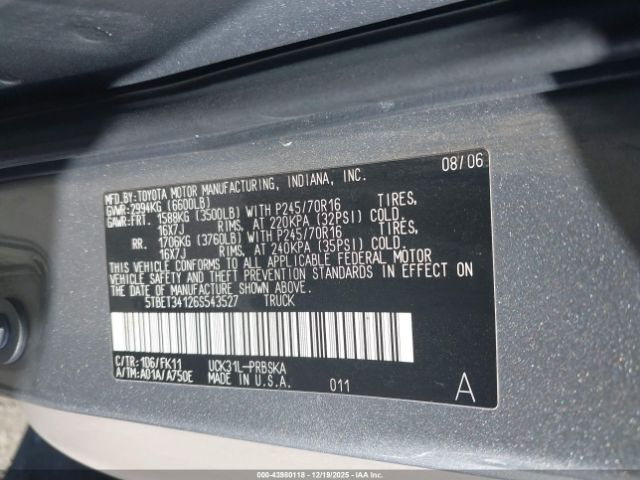 08/06
MFD.BY:TOYOTA MOTOR MANUFACTURING, INDIANA, INC.
GVWR:2994KG (6600LB)
GAWR:FRT. 1588KG (3500LB) WITH P245/70R16 TIRES,
16X7J RIMS, AT 220KPA (32PSI) COLD.
RR. 1706KG (3760LB) WITH P245/70R16 TIRES,
16X7J RIMS, AT 240KPA (35PSI) COLD.
THIS VEHICLE CONFORMS TO ALL APPLICABLE FEDERAL MOTOR
VEHICLE SAFETY AND THEFT PREVENTION STANDARDS IN EFFECT ON
THE DATE OF MANUFACTURE SHOWN ABOVE.
5TBET34126S543527 TRUCK
C/TR:1D6/FK11 UCK31L-PRBSKA
A/TM:A01A/A750E MADE IN U.S.A. 011 A
000-43980118 - 12/19/2025 - IAAI.COM